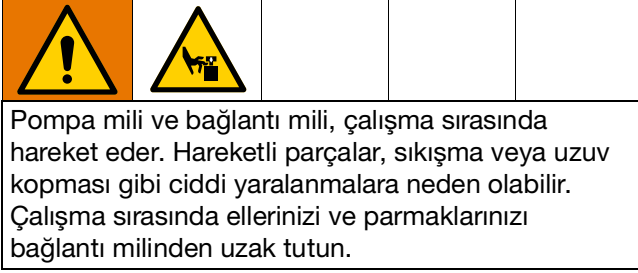 Pompa mili ve bağlantı mili, çalışma sırasında
hareket eder. Hareketli parçalar, sıkışma veya uzuv
kopması gibi ciddi yaralanmalara neden olabilir.
Çalışma sırasında ellerinizi ve parmaklarınızı
bağlantı milinden uzak tutun.